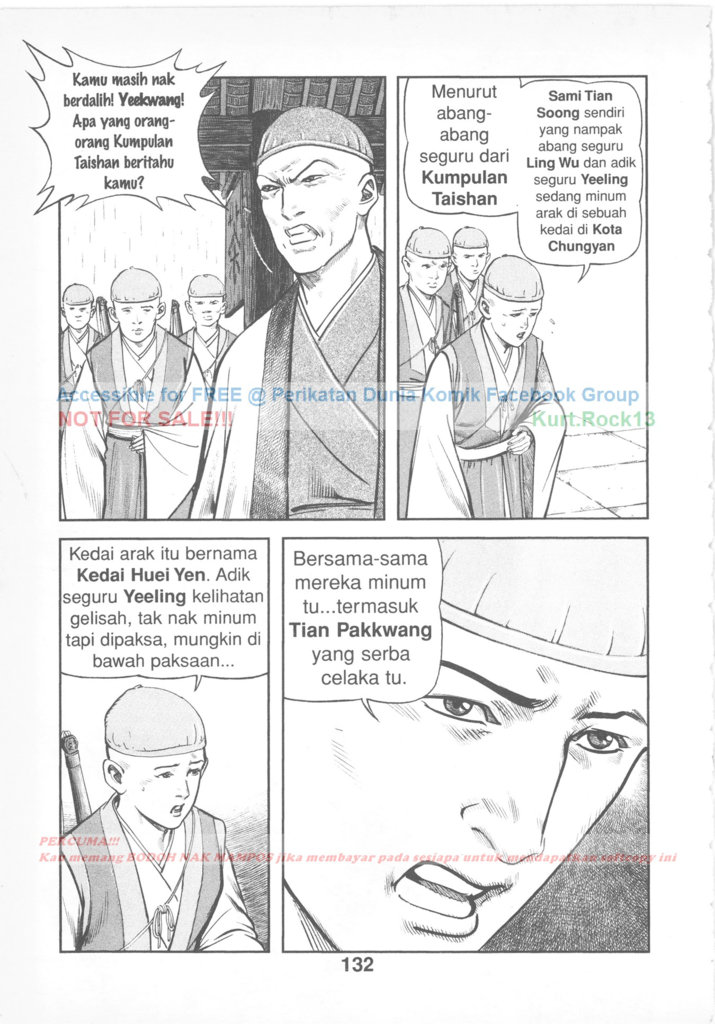 Kamu masih nak
berdalih! Yeekwang!
Apa yang orang-
orang Kumpulan
Taishan beritahu
kamu?
Menurut
abang-
abang
seguru dari
Kumpulan
Taishan
Sami Tian
Soong sendiri
yang nampak
abang seguru
Ling Wu dan adik
seguru Yeeling
sedang minum
arak di sebuah
kedai di Kota
Chungyan
Accessible for FREE @ Perikatan Dunia Komik Facebook Group
NOT FOR SALE!!!
Kurt.Rock13
Kedai arak itu bernama
Kedai Huei Yen. Adik
seguru Yeeling kelihatan
gelisah, tak nak minum
tapi dipaksa, mungkin di
bawah paksaan...
Bersama-sama
mereka minum
tu...termasuk
Tian Pakkwang
yang serba
celaka tu.
PERCUMA!!!
Kau memang BODOH NAK MAMPOS jika membayar pada sesiapa untuk mendapatkan softcopy ini
132